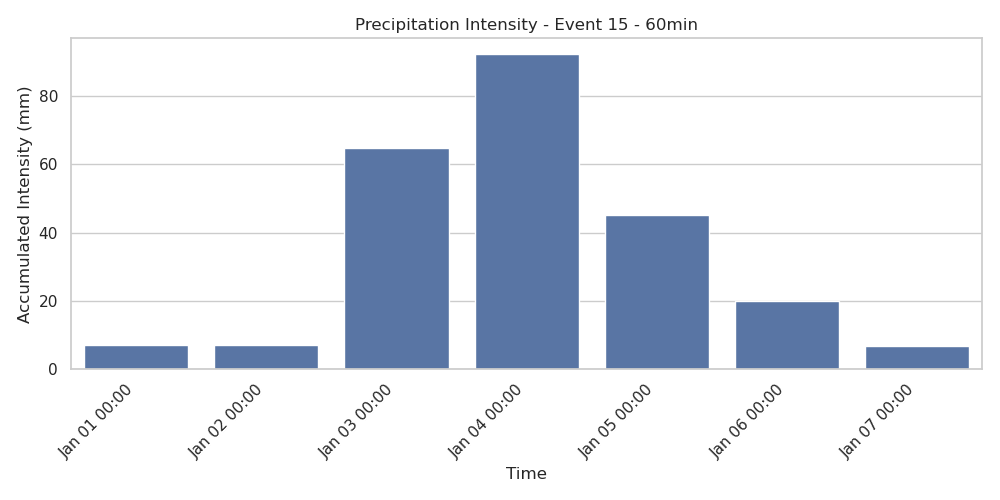 Precipitation Intensity - Event 15 - 60min
Accumulated Intensity (mm)
80
60
40
20
0
Jan 01 00:00
Jan 02 00:00
Jan 03 00:00
Jan 04 00:00
Jan 05 00:00
Jan 06 00:00
Jan 07 00:00
Time